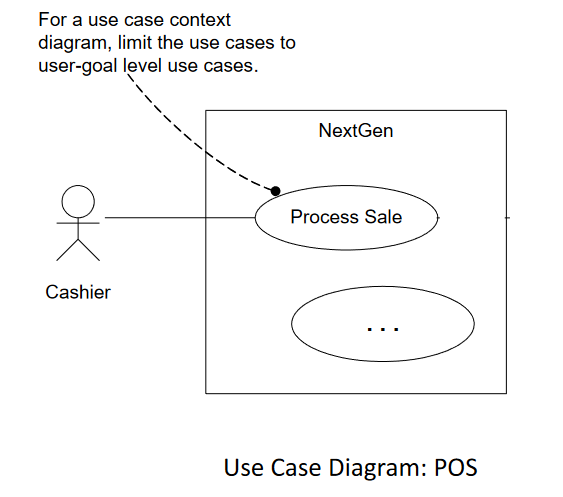 For a use case context
diagram, limit the use cases to
user-goal level use cases.
NextGen
Process Sale
Cashier
. . .
Use Case Diagram: POS